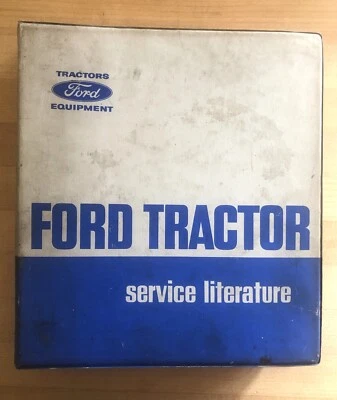 TRACTORS
Ford
EQUIPMENT
FORD TRACTOR
service literature